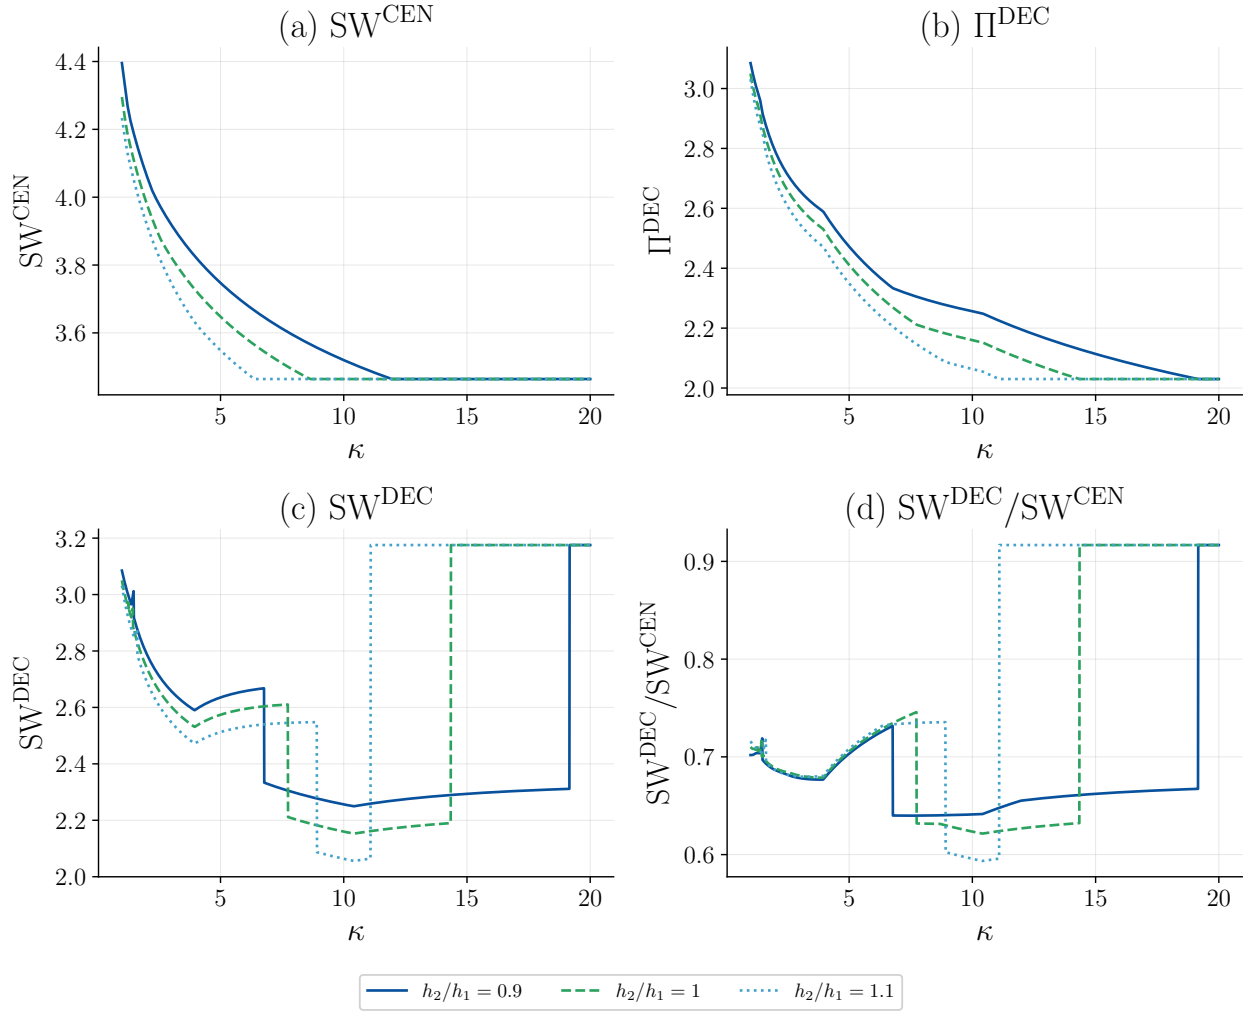 (a) SW^CEN
4.4
4.2
4.0
3.8
3.6
SW^CEN
5
10
15
20
κ
(b) Π^DEC
3.0
2.8
2.6
2.4
2.2
2.0
Π^DEC
5
10
15
20
κ
(c) SW^DEC
3.2
3.0
2.8
2.6
2.4
2.2
2.0
SW^DEC
5
10
15
20
κ
(d) SW^DEC/SW^CEN
0.9
0.8
0.7
0.6
SW^DEC/SW^CEN
5
10
15
20
κ
h₂/h₁ = 0.9
h₂/h₁ = 1
h₂/h₁ = 1.1